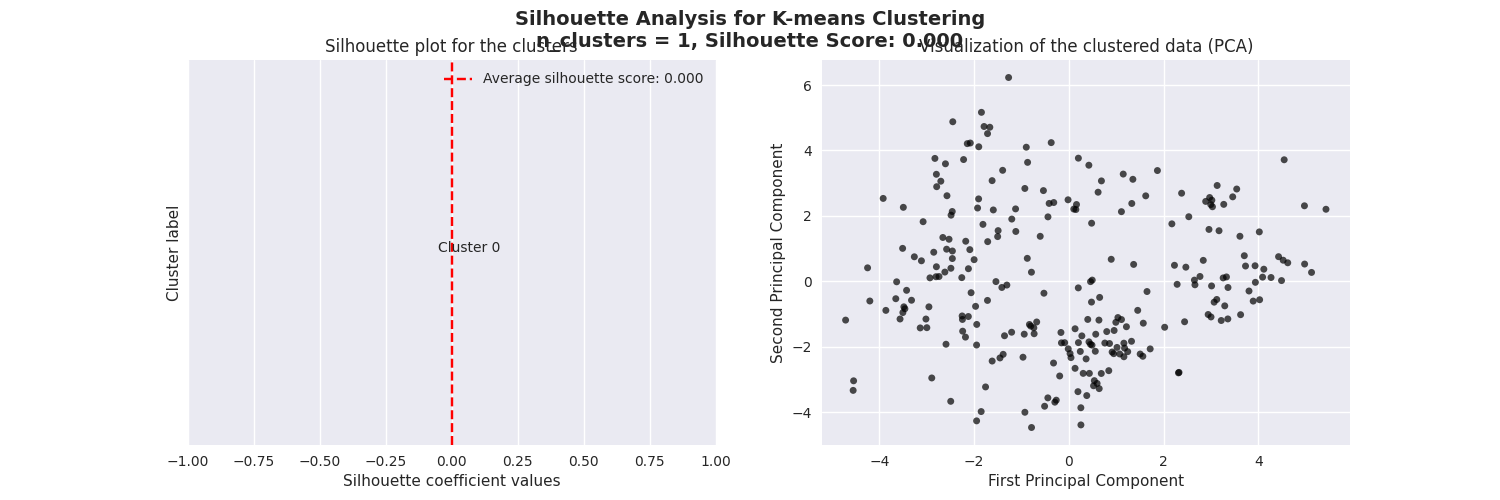 Silhouette Analysis for K-means Clustering
n_clusters = 1, Silhouette Score: 0.000
Silhouette plot for the clusters
Average silhouette score: 0.000
Cluster label
Cluster 0
−1.00 −0.75 −0.50 −0.25 0.00 0.25 0.50 0.75 1.00
Silhouette coefficient values
Visualization of the clustered data (PCA)
Second Principal Component
6
4
2
0
−2
−4
−4 −2 0 2 4
First Principal Component